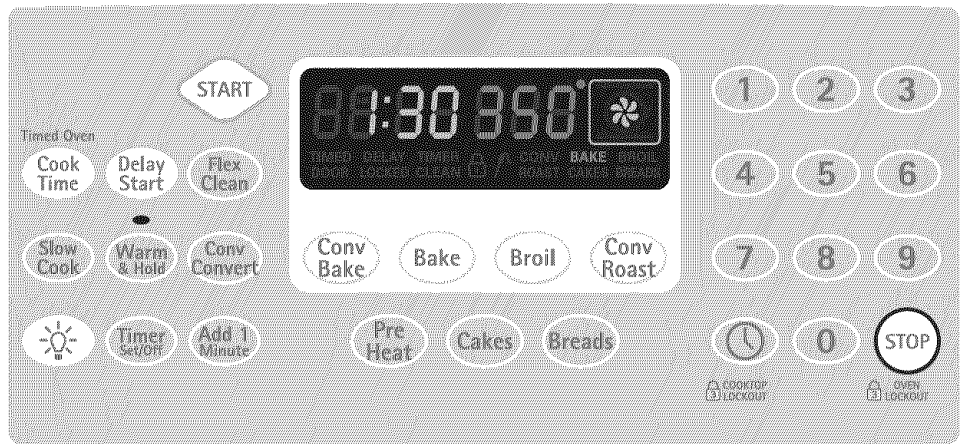 START
1:30 350°
TIMED DELAY TIMER CONV BAKE BROIL
DOOR LOCKED CLEAN ROAST CAKES BREADS
1 2 3
Timed Oven
Cook Time
Delay Start
Flex Clean
4 5 6
Slow Cook
Warm & Hold
Conv Convert
Conv Bake
Bake
Broil
Conv Roast
7 8 9
Timer Set/Off
Add 1 Minute
Pre Heat
Cakes
Breads
0
STOP
3 COOKTOP LOCKOUT
3 OVEN LOCKOUT